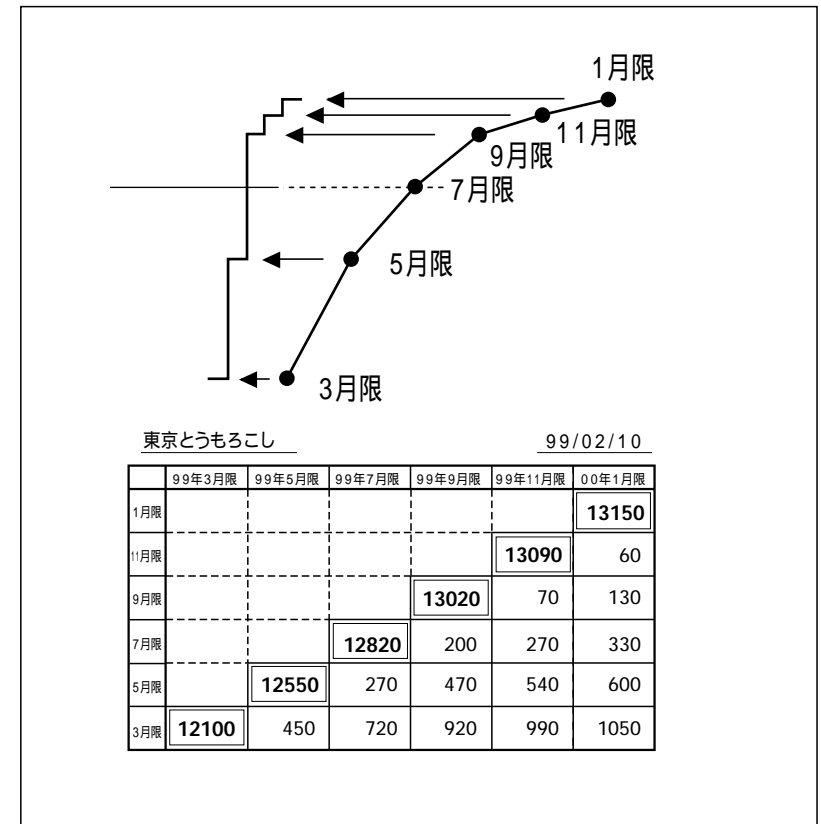 1月限
11月限
9月限
7月限
5月限
3月限
東京とうもろこし 99/02/10
99年3月限 99年5月限 99年7月限 99年9月限 99年11月限 00年1月限
1月限 13150
11月限 13090 60
9月限 13020 70 130
7月限 12820 200 270 330
5月限 12550 270 470 540 600
3月限 12100 450 720 920 990 1050